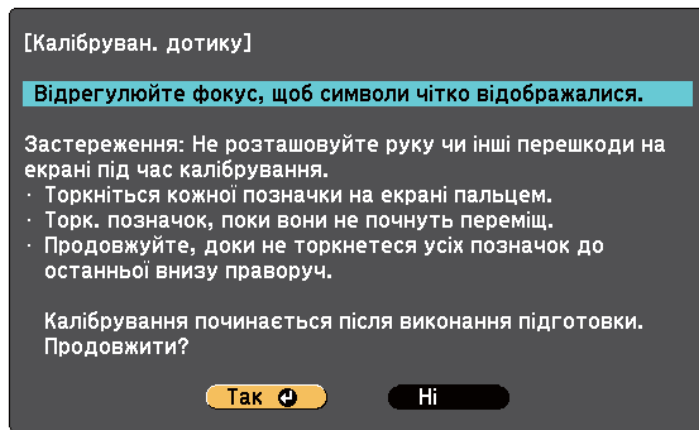 [Калібруван. дотику]
Відрегулюйте фокус, щоб символи чітко відображалися.
Застереження: Не розташовуйте руку чи інші перешкоди на
екрані під час калібрування.
· Торкніться кожної позначки на екрані пальцем.
· Торк. позначок, поки вони не почнуть переміщ.
· Продовжуйте, доки не торкнетеся усіх позначок до
останньої внизу праворуч.
Калібрування починається після виконання підготовки.
Продовжити?
Так Ні